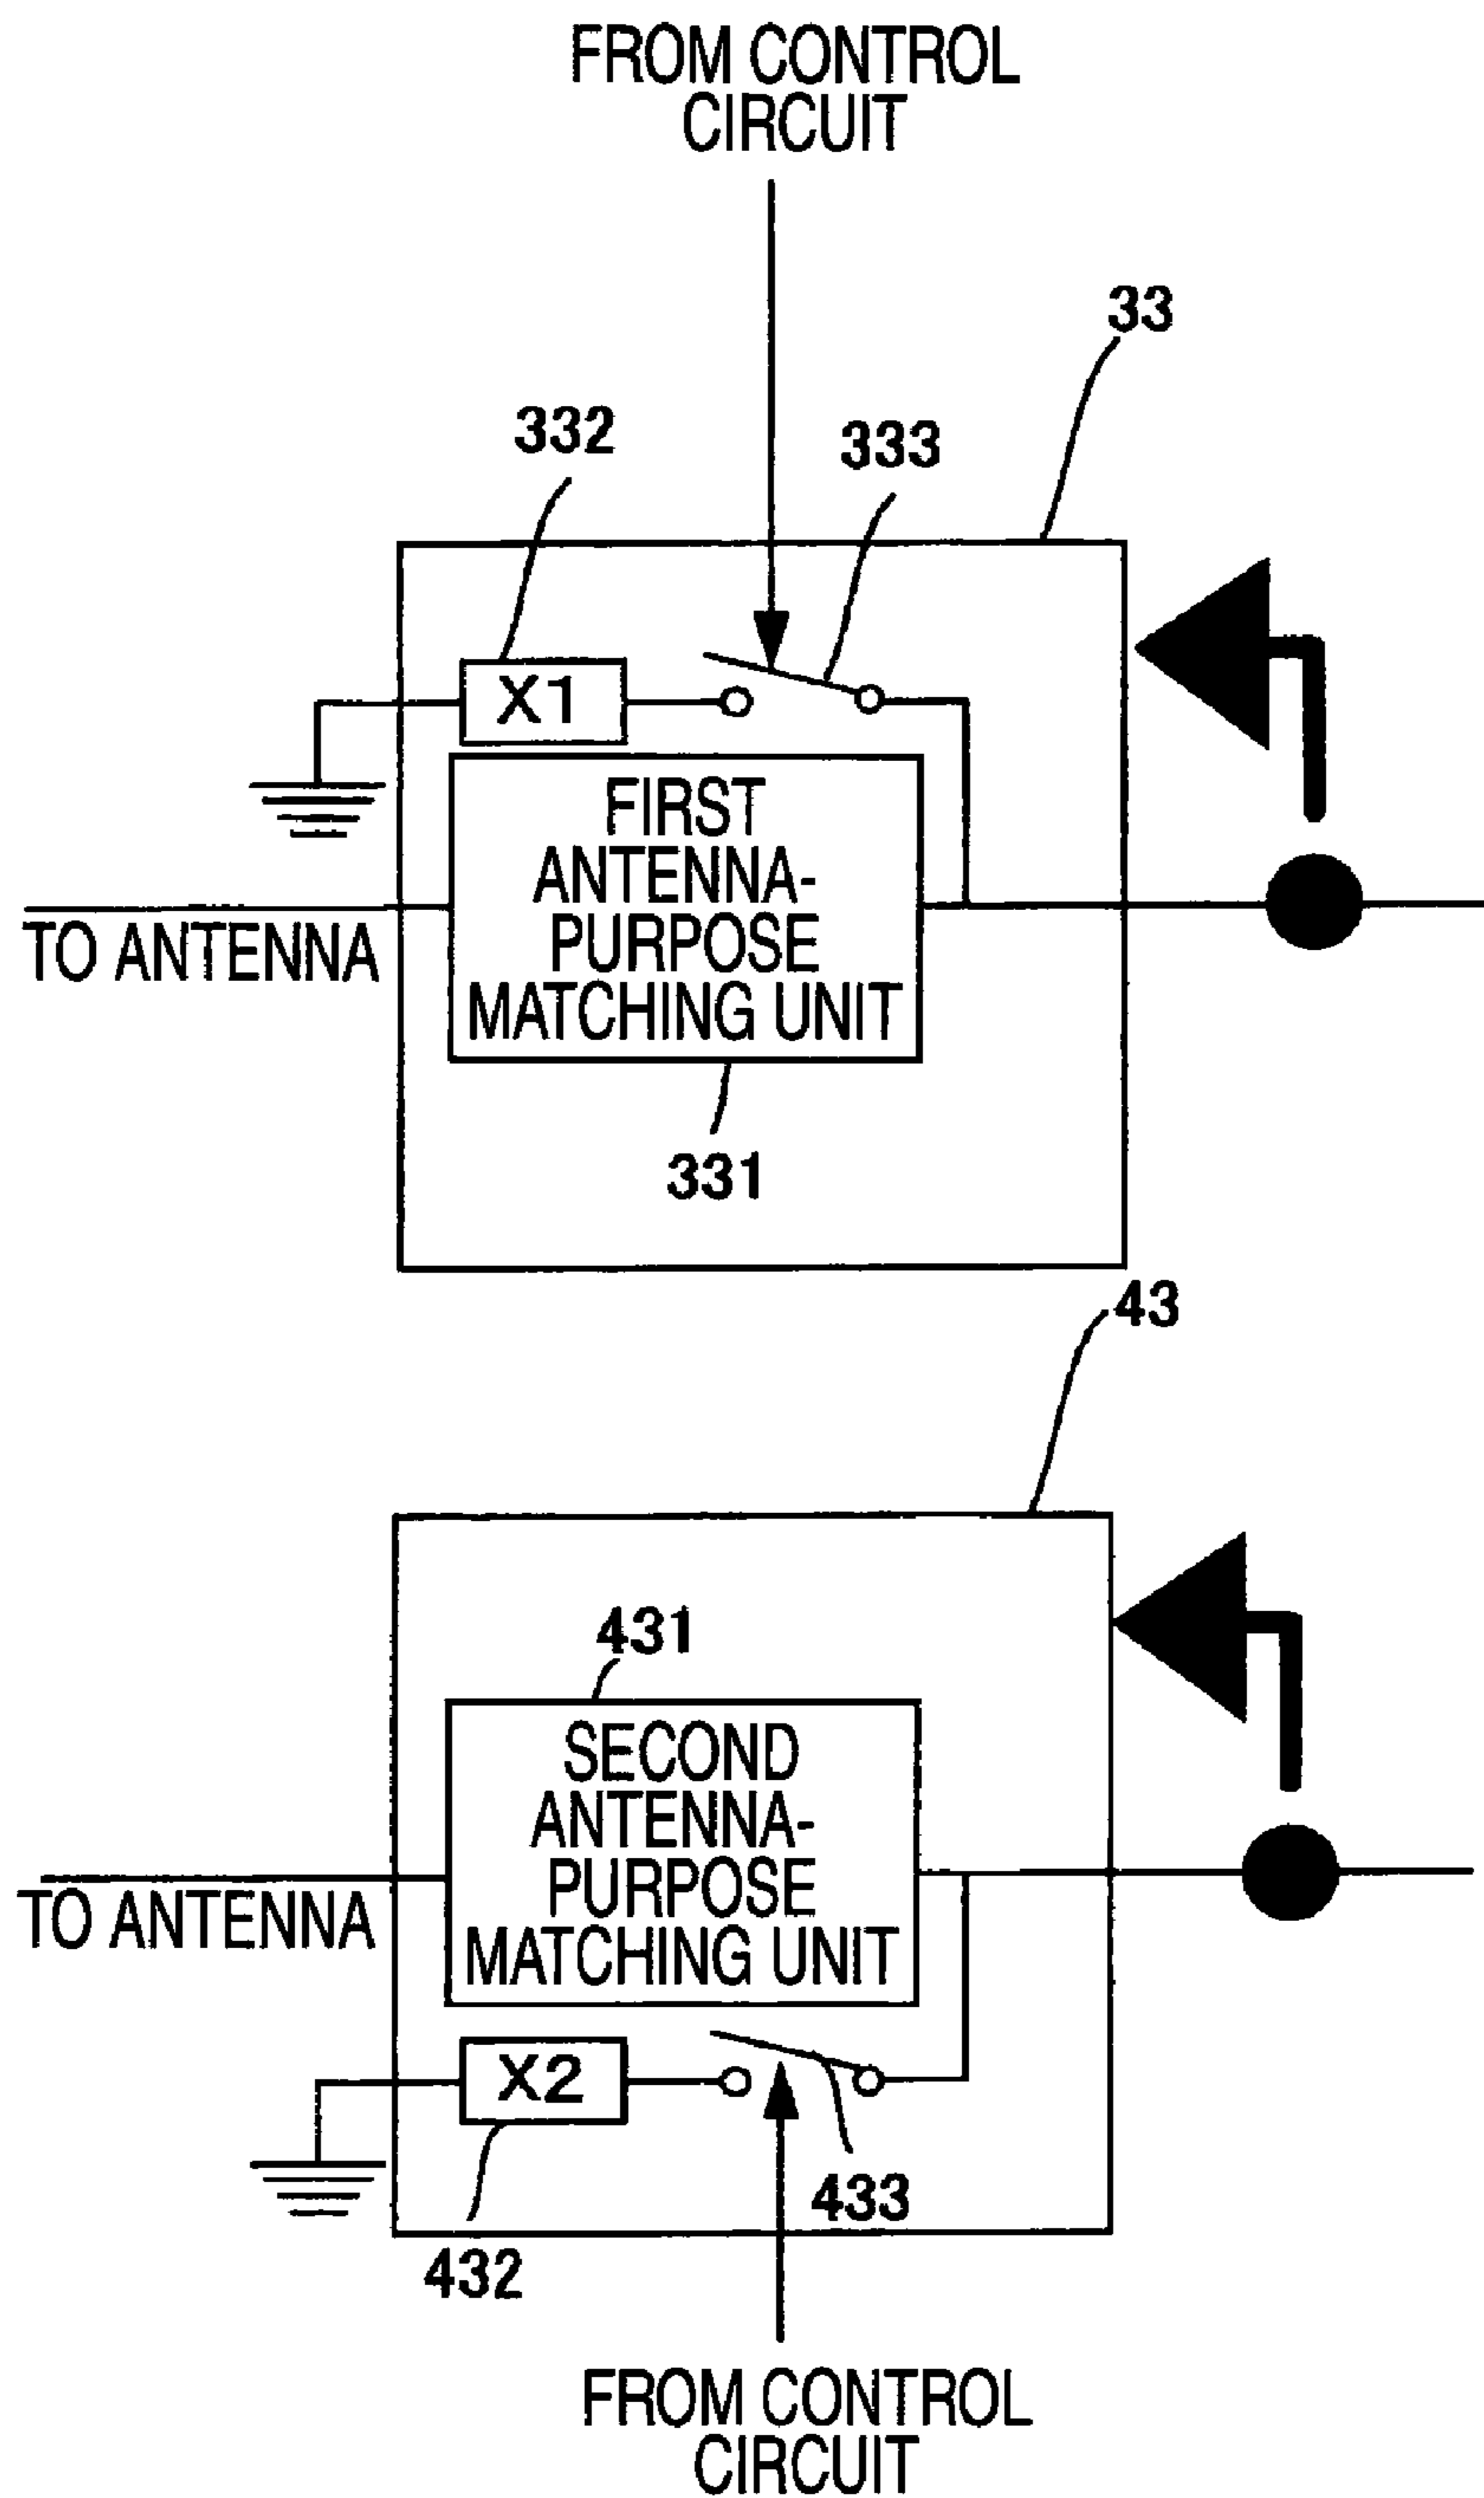 FROM CONTROL
CIRCUIT
33
332
333
X1
FIRST
ANTENNA-
PURPOSE
MATCHING UNIT
TO ANTENNA
331
43
431
SECOND
ANTENNA-
PURPOSE
MATCHING UNIT
TO ANTENNA
X2
433
432
FROM CONTROL
CIRCUIT